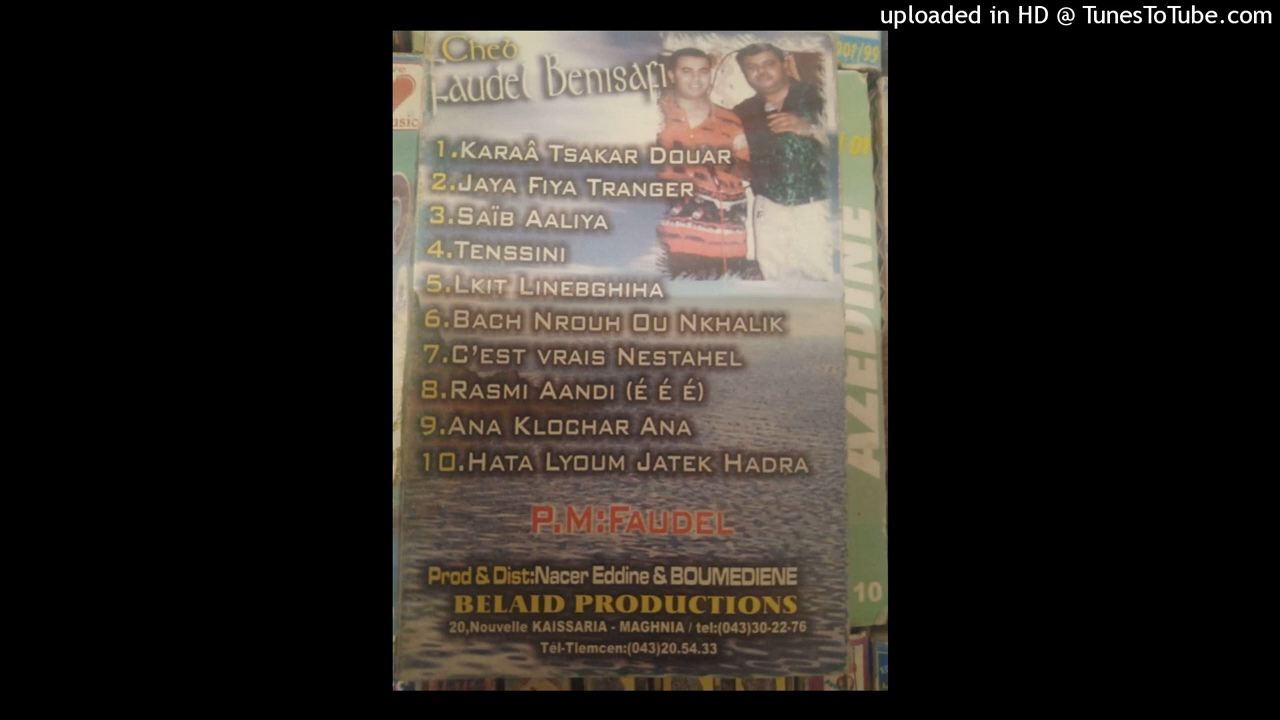 uploaded in HD @ TunesToTube.com
Cheb
Faudel Benisafi
1.Karaâ Tsakar Douar
2.Jaya Fiya Tranger
3.Saïb Aaliya
4.Tenssini
5.Lkit Linebghiha
6.Bach Nrouh Ou Nkhalik
7.C'est vrais Nestahel
8.Rasmi Aandi (É É É)
9.Ana Klochar Ana
10.Hata Lyoum Jatek Hadra
P.M:Faudel
Prod & Dist:Nacer Eddine & BOUMEDIENE
BELAID PRODUCTIONS
20,Nouvelle KAISSARIA - MAGHNIA / tel:(043)30-22-76
Tél-Tlemcen:(043)20.54.33
AZEDINE
10